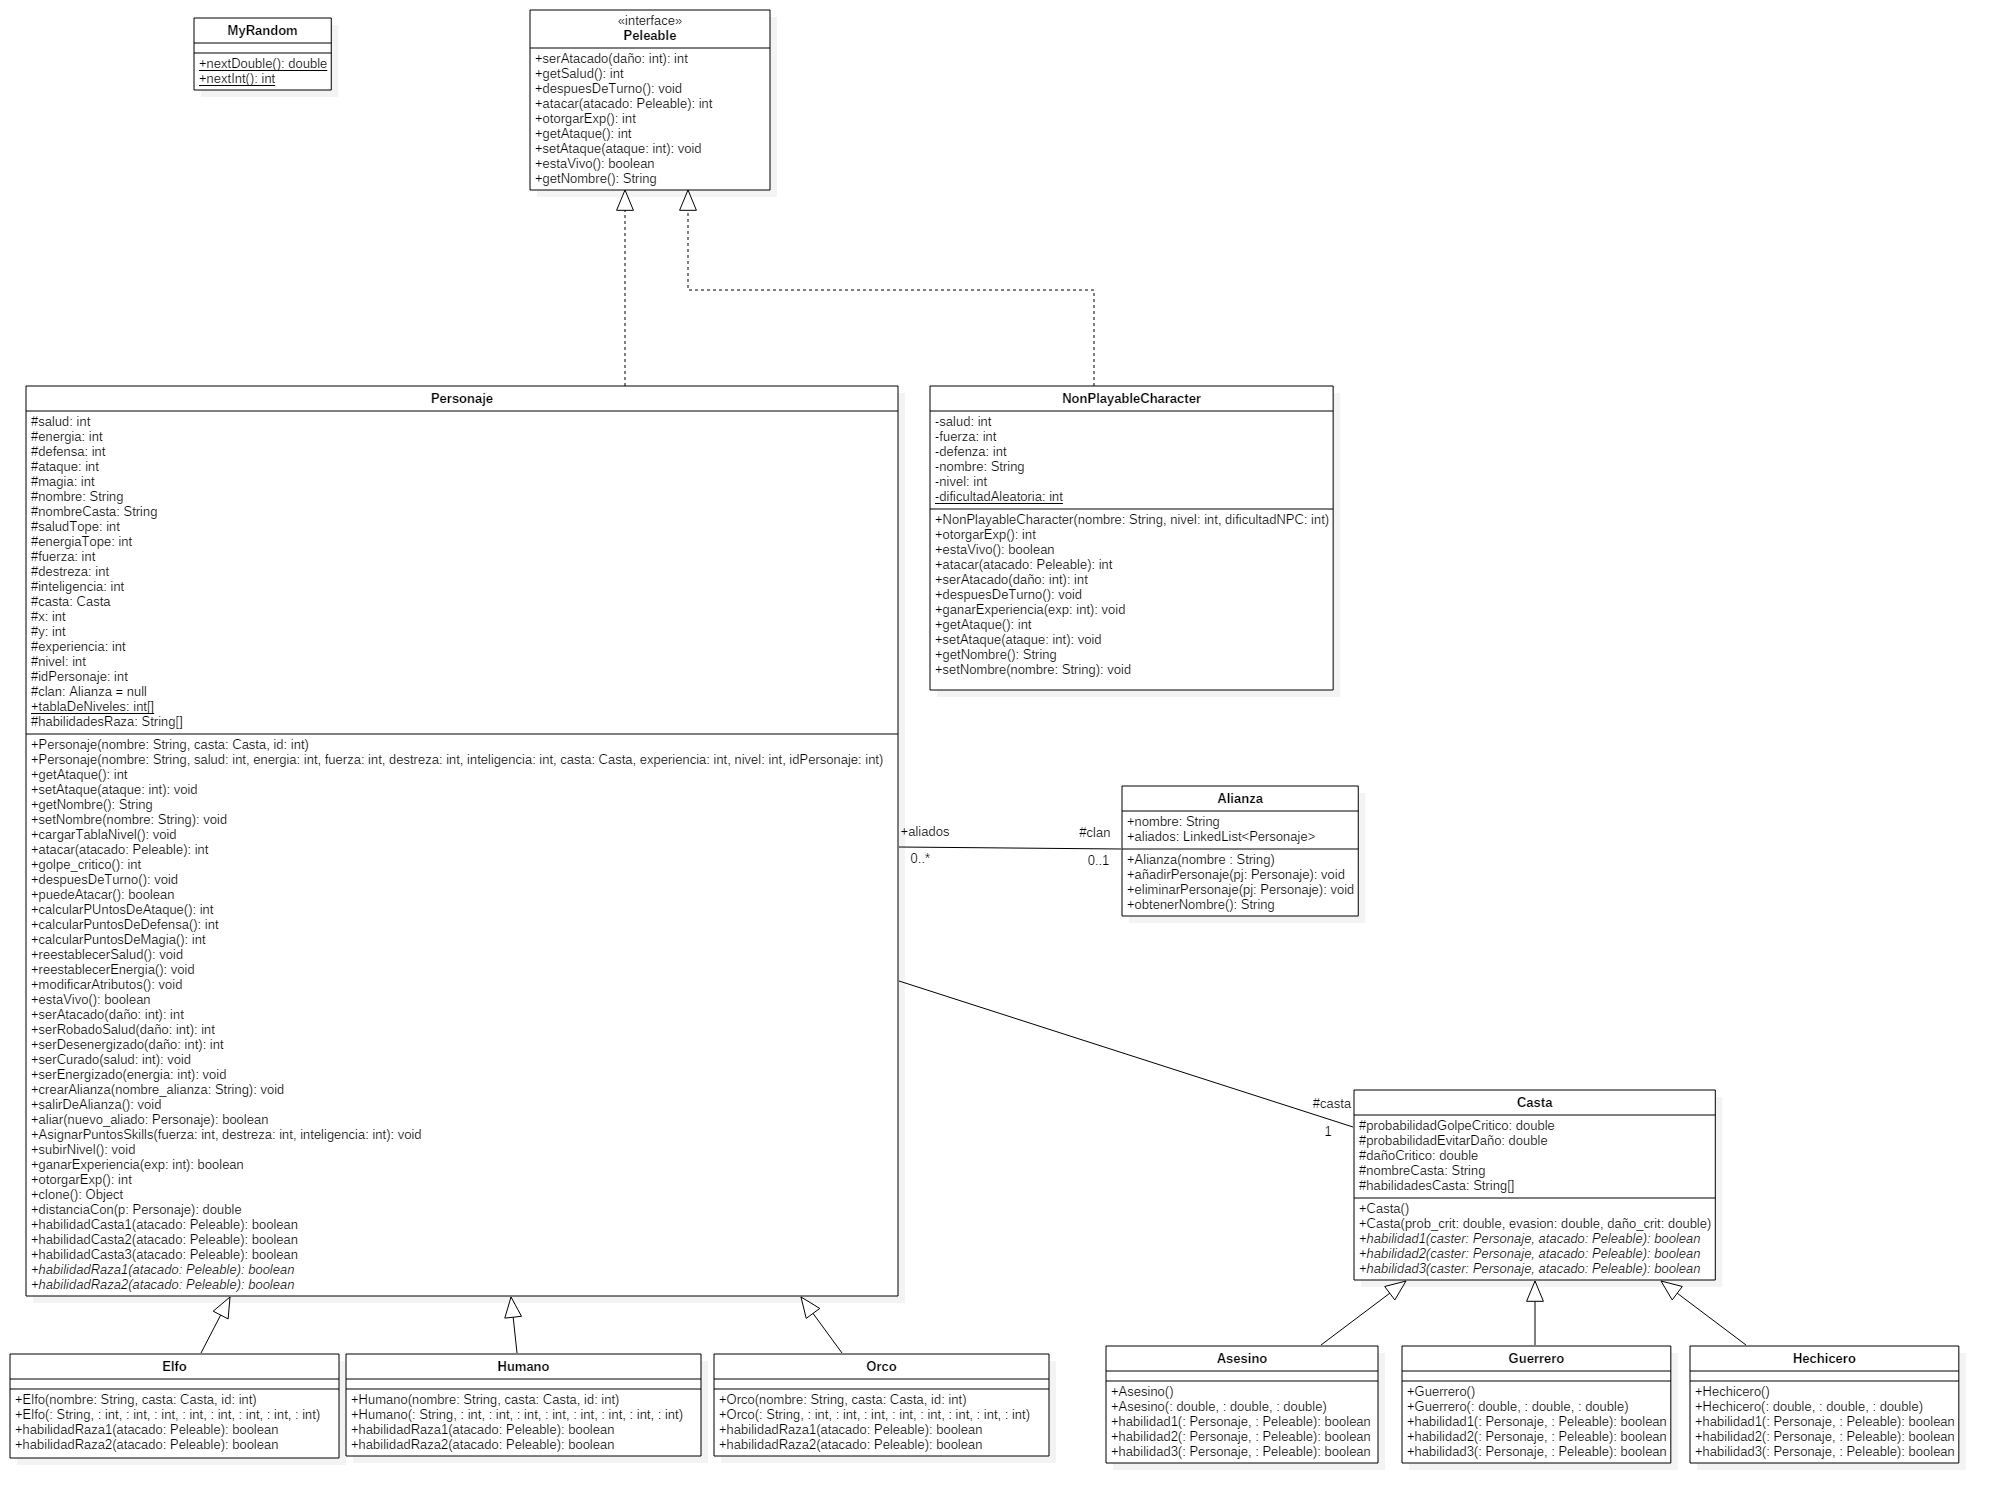 MyRandom
+nextDouble(): double
+nextInt(): int
«interface»
Peleable
+serAtacado(daño: int): int
+getSalud(): int
+despuesDeTurno(): void
+atacar(atacado: Peleable): int
+otorgarExp(): int
+getAtaque(): int
+setAtaque(ataque: int): void
+estaVivo(): boolean
+getNombre(): String
Personaje
#salud: int
#energia: int
#defensa: int
#ataque: int
#magia: int
#nombre: String
#nombreCasta: String
#saludTope: int
#energiaTope: int
#fuerza: int
#destreza: int
#inteligencia: int
#casta: Casta
#x: int
#y: int
#experiencia: int
#nivel: int
#idPersonaje: int
#clan: Alianza = null
+tablaDeNiveles: int[]
#habilidadesRaza: String[]
+Personaje(nombre: String, casta: Casta, id: int)
+Personaje(nombre: String, salud: int, energia: int, fuerza: int, destreza: int, inteligencia: int, casta: Casta, experiencia: int, nivel: int, idPersonaje: int)
+getAtaque(): int
+setAtaque(ataque: int): void
+getNombre(): String
+setNombre(nombre: String): void
+cargarTablaNivel(): void
+atacar(atacado: Peleable): int
+golpe_critico(): int
+despuesDeTurno(): void
+puedeAtacar(): boolean
+calcularPUntosDeAtaque(): int
+calcularPuntosDeDefensa(): int
+calcularPuntosDeMagia(): int
+reestablecerSalud(): void
+reestablecerEnergia(): void
+modificarAtributos(): void
+estaVivo(): boolean
+serAtacado(daño: int): int
+serRobadoSalud(daño: int): int
+serDesenergizado(daño: int): int
+serCurado(salud: int): void
+serEnergizado(energia: int): void
+crearAlianza(nombre_alianza: String): void
+salirDeAlianza(): void
+aliar(nuevo_aliado: Personaje): boolean
+AsignarPuntosSkills(fuerza: int, destreza: int, inteligencia: int): void
+subirNivel(): void
+ganarExperiencia(exp: int): boolean
+otorgarExp(): int
+clone(): Object
+distanciaCon(p: Personaje): double
+habilidadCasta1(atacado: Peleable): boolean
+habilidadCasta2(atacado: Peleable): boolean
+habilidadCasta3(atacado: Peleable): boolean
+habilidadRaza1(atacado: Peleable): boolean
+habilidadRaza2(atacado: Peleable): boolean
NonPlayableCharacter
-salud: int
-fuerza: int
-defenza: int
-nombre: String
-nivel: int
-dificultadAleatoria: int
+NonPlayableCharacter(nombre: String, nivel: int, dificultadNPC: int)
+otorgarExp(): int
+estaVivo(): boolean
+atacar(atacado: Peleable): int
+serAtacado(daño: int): int
+despuesDeTurno(): void
+ganarExperiencia(exp: int): void
+getAtaque(): int
+setAtaque(ataque: int): void
+getNombre(): String
+setNombre(nombre: String): void
+aliados
0..*
#clan
0..1
Alianza
+nombre: String
+aliados: LinkedList<Personaje>
+Alianza(nombre : String)
+añadirPersonaje(pj: Personaje): void
+eliminarPersonaje(pj: Personaje): void
+obtenerNombre(): String
#casta
1
Casta
#probabilidadGolpeCritico: double
#probabilidadEvitarDaño: double
#dañoCritico: double
#nombreCasta: String
#habilidadesCasta: String[]
+Casta()
+Casta(prob_crit: double, evasion: double, daño_crit: double)
+habilidad1(caster: Personaje, atacado: Peleable): boolean
+habilidad2(caster: Personaje, atacado: Peleable): boolean
+habilidad3(caster: Personaje, atacado: Peleable): boolean
Elfo
+Elfo(nombre: String, casta: Casta, id: int)
+Elfo(: String, : int, : int, : int, : int, : int, : int, : int, : int)
+habilidadRaza1(atacado: Peleable): boolean
+habilidadRaza2(atacado: Peleable): boolean
Humano
+Humano(nombre: String, casta: Casta, id: int)
+Humano(: String, : int, : int, : int, : int, : int, : int, : int, : int)
+habilidadRaza1(atacado: Peleable): boolean
+habilidadRaza2(atacado: Peleable): boolean
Orco
+Orco(nombre: String, casta: Casta, id: int)
+Orco(: String, : int, : int, : int, : int, : int, : int, : int, : int)
+habilidadRaza1(atacado: Peleable): boolean
+habilidadRaza2(atacado: Peleable): boolean
Asesino
+Asesino()
+Asesino(: double, : double, : double)
+habilidad1(: Personaje, : Peleable): boolean
+habilidad2(: Personaje, : Peleable): boolean
+habilidad3(: Personaje, : Peleable): boolean
Guerrero
+Guerrero()
+Guerrero(: double, : double, : double)
+habilidad1(: Personaje, : Peleable): boolean
+habilidad2(: Personaje, : Peleable): boolean
+habilidad3(: Personaje, : Peleable): boolean
Hechicero
+Hechicero()
+Hechicero(: double, : double, : double)
+habilidad1(: Personaje, : Peleable): boolean
+habilidad2(: Personaje, : Peleable): boolean
+habilidad3(: Personaje, : Peleable): boolean